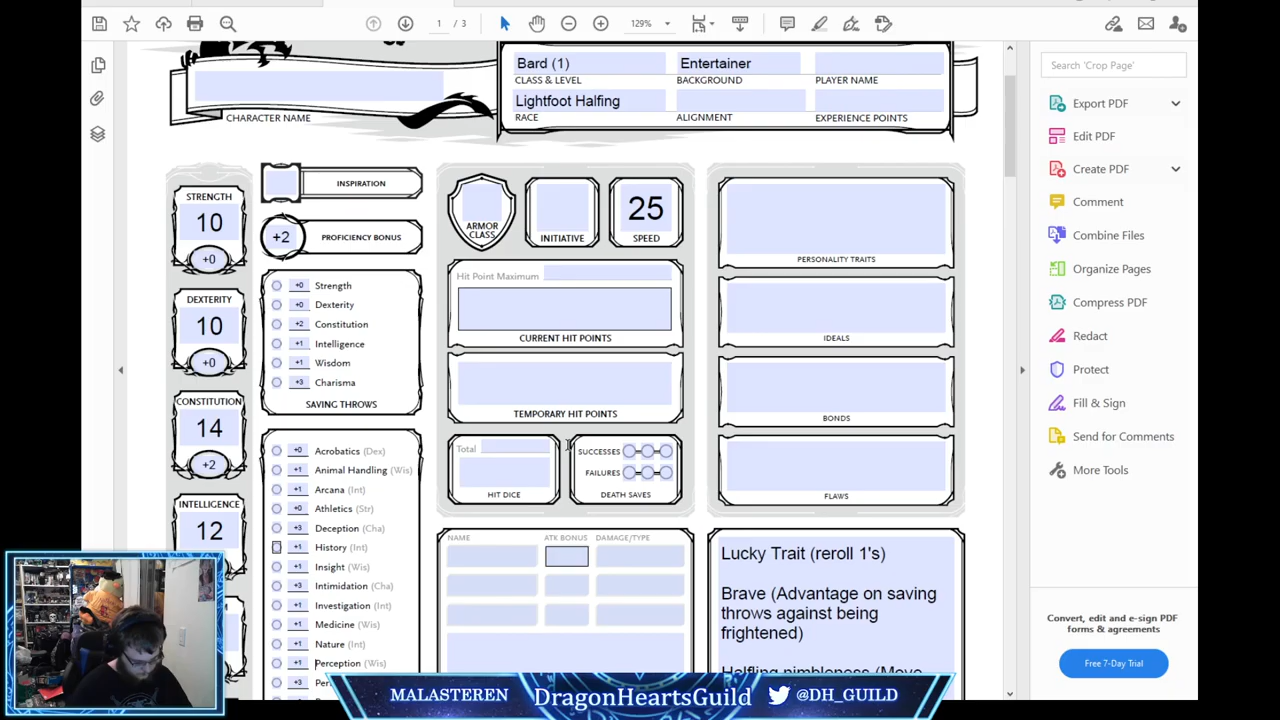 1 / 3
129%
Search 'Crop Page'
Export PDF
Edit PDF
Create PDF
Comment
Combine Files
Organize Pages
Compress PDF
Redact
Protect
Fill & Sign
Send for Comments
More Tools
Convert, edit and e-sign PDF
forms & agreements
Free 7-Day Trial
CHARACTER NAME
Bard (1)
Entertainer
CLASS & LEVEL
BACKGROUND
PLAYER NAME
Lightfoot Halfing
RACE
ALIGNMENT
EXPERIENCE POINTS
STRENGTH
10
+0
DEXTERITY
10
+0
CONSTITUTION
14
+2
INTELLIGENCE
12
INSPIRATION
+2
PROFICIENCY BONUS
+0 Strength
+0 Dexterity
+2 Constitution
+1 Intelligence
+1 Wisdom
+3 Charisma
SAVING THROWS
+0 Acrobatics (Dex)
+1 Animal Handling (Wis)
+1 Arcana (Int)
+0 Athletics (Str)
+3 Deception (Cha)
+1 History (Int)
+1 Insight (Wis)
+3 Intimidation (Cha)
+1 Investigation (Int)
+1 Medicine (Wis)
+1 Nature (Int)
+1 Perception (Wis)
+3
ARMOR
CLASS
INITIATIVE
25
SPEED
Hit Point Maximum
CURRENT HIT POINTS
TEMPORARY HIT POINTS
Total
HIT DICE
SUCCESSES
FAILURES
DEATH SAVES
NAME
ATK BONUS
DAMAGE/TYPE
PERSONALITY TRAITS
IDEALS
BONDS
FLAWS
Lucky Trait (reroll 1's)
Brave (Advantage on saving
throws against being
frightened)
Halfling nimbleness (Move
MALASTEREN
DragonHeartsGuild
@DH_GUILD